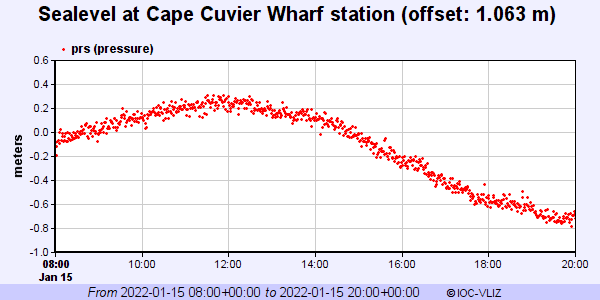 Sealevel at Cape Cuvier Wharf station (offset: 1.063 m)
prs (pressure)
0.6
0.4
0.2
0.0
-0.2
-0.4
-0.6
-0.8
-1.0
meters
08:00 10:00 12:00 14:00 16:00 18:00 20:00
Jan 15
From 2022-01-15 08:00+00:00 to 2022-01-15 20:00+00:00 © IOC-VLIZ